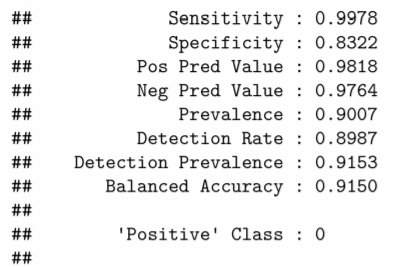 ##             Sensitivity : 0.9978
##             Specificity : 0.8322
##          Pos Pred Value : 0.9818
##          Neg Pred Value : 0.9764
##              Prevalence : 0.9007
##          Detection Rate : 0.8987
##    Detection Prevalence : 0.9153
##       Balanced Accuracy : 0.9150
##
##        'Positive' Class : 0
##